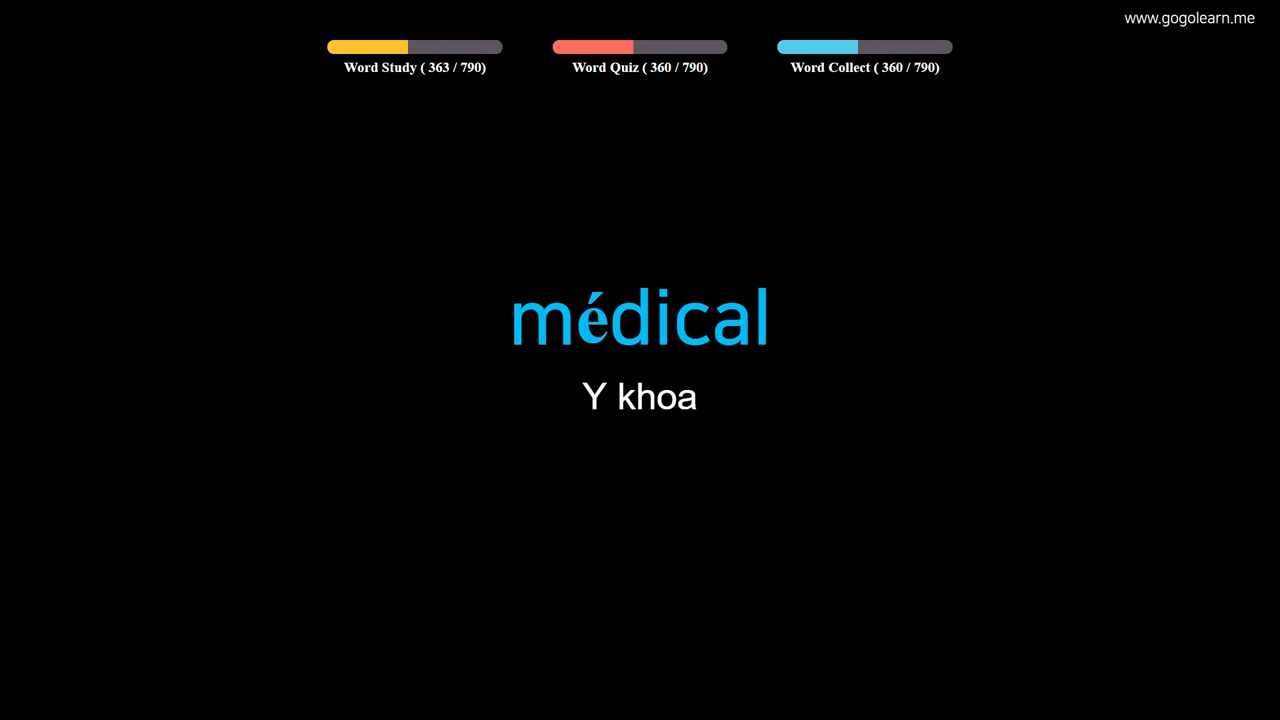 www.gogolearn.me
Word Study ( 363 / 790)
Word Quiz ( 360 / 790)
Word Collect ( 360 / 790)
médical
Y khoa